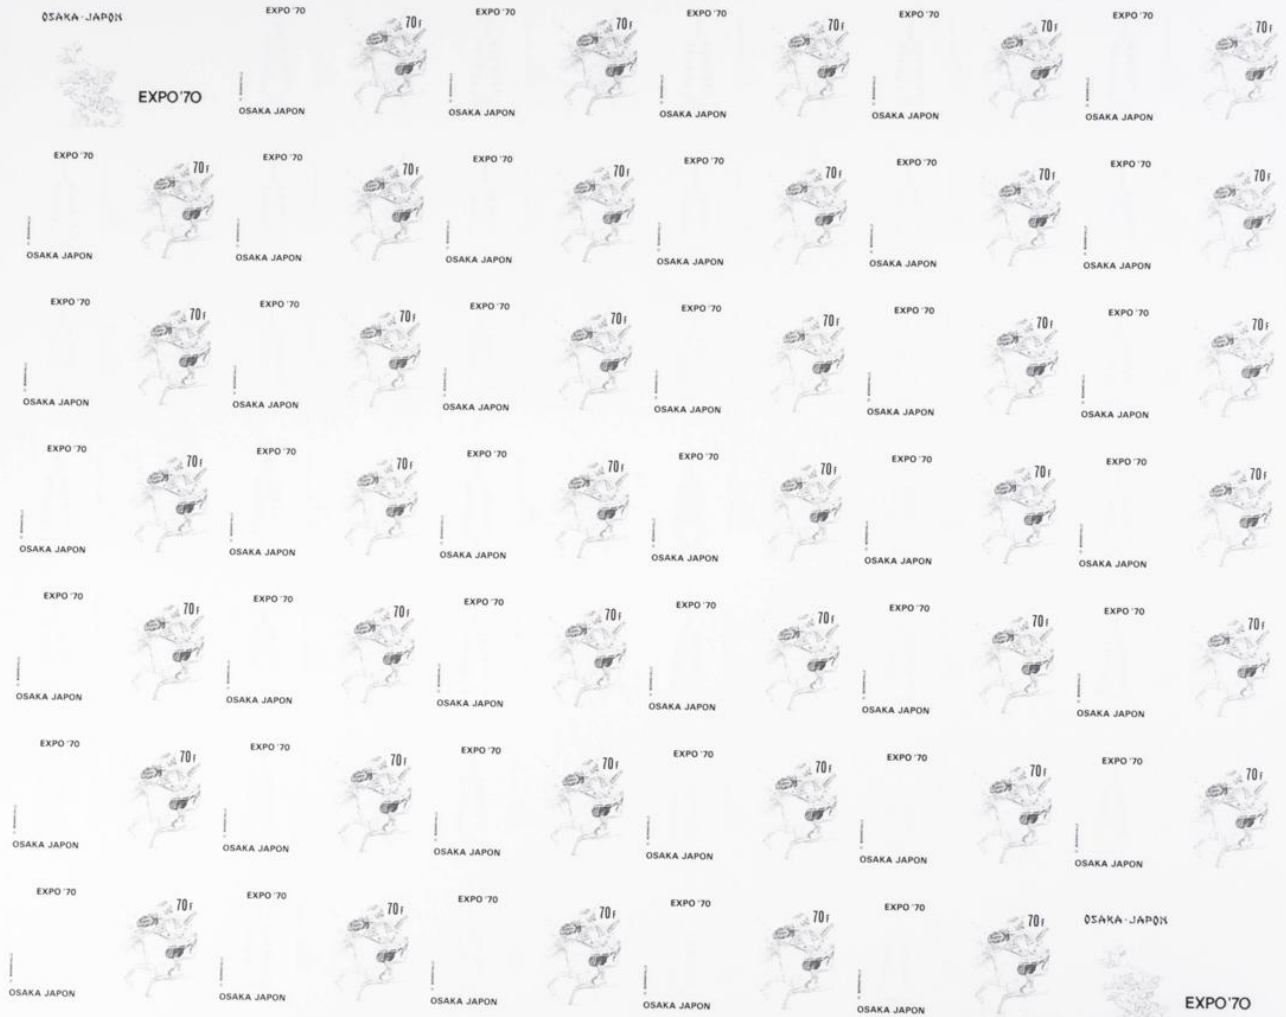 OSAKA-JAPON EXPO '70 70F EXPO '70 70F EXPO '70 70F EXPO '70 70F EXPO '70 70F
EXPO'70 OSAKA JAPON OSAKA JAPON OSAKA JAPON OSAKA JAPON OSAKA JAPON
EXPO '70 70F EXPO '70 70F EXPO '70 70F EXPO '70 70F EXPO '70 70F EXPO '70 70F
OSAKA JAPON OSAKA JAPON OSAKA JAPON OSAKA JAPON OSAKA JAPON OSAKA JAPON
EXPO '70 70F EXPO '70 70F EXPO '70 70F EXPO '70 70F EXPO '70 70F EXPO '70 70F
OSAKA JAPON OSAKA JAPON OSAKA JAPON OSAKA JAPON OSAKA JAPON OSAKA JAPON
EXPO '70 70F EXPO '70 70F EXPO '70 70F EXPO '70 70F EXPO '70 70F EXPO '70 70F
OSAKA JAPON OSAKA JAPON OSAKA JAPON OSAKA JAPON OSAKA JAPON OSAKA JAPON
EXPO '70 70F EXPO '70 70F EXPO '70 70F EXPO '70 70F EXPO '70 70F EXPO '70 70F
OSAKA JAPON OSAKA JAPON OSAKA JAPON OSAKA JAPON OSAKA JAPON OSAKA JAPON
EXPO '70 70F EXPO '70 70F EXPO '70 70F EXPO '70 70F EXPO '70 70F EXPO '70 70F
OSAKA JAPON OSAKA JAPON OSAKA JAPON OSAKA JAPON OSAKA JAPON OSAKA JAPON
EXPO '70 70F EXPO '70 70F EXPO '70 70F EXPO '70 70F EXPO '70 70F OSAKA-JAPON
OSAKA JAPON OSAKA JAPON OSAKA JAPON OSAKA JAPON OSAKA JAPON EXPO'70